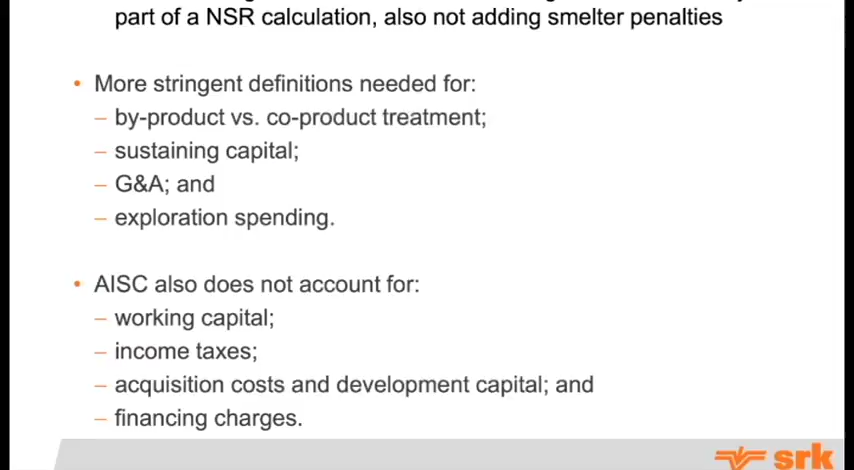 part of a NSR calculation, also not adding smelter penalties
• More stringent definitions needed for:
– by-product vs. co-product treatment;
– sustaining capital;
– G&A; and
– exploration spending.
• AISC also does not account for:
– working capital;
– income taxes;
– acquisition costs and development capital; and
– financing charges.
srk